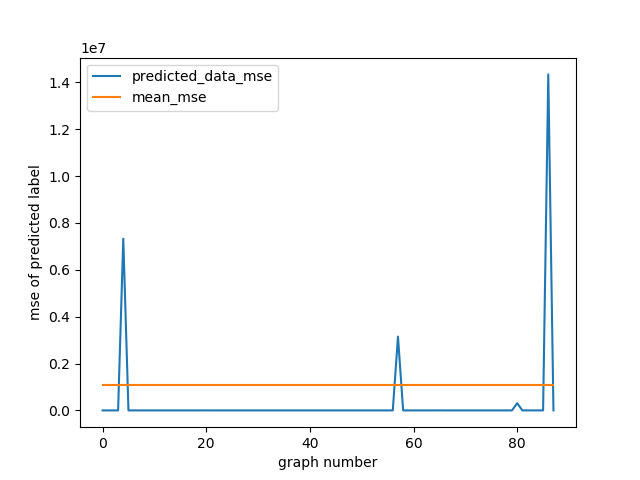 1e7
predicted_data_mse
mean_mse
1.4
1.2
1.0
0.8
0.6
0.4
0.2
0.0
mse of predicted label
0 20 40 60 80
graph number